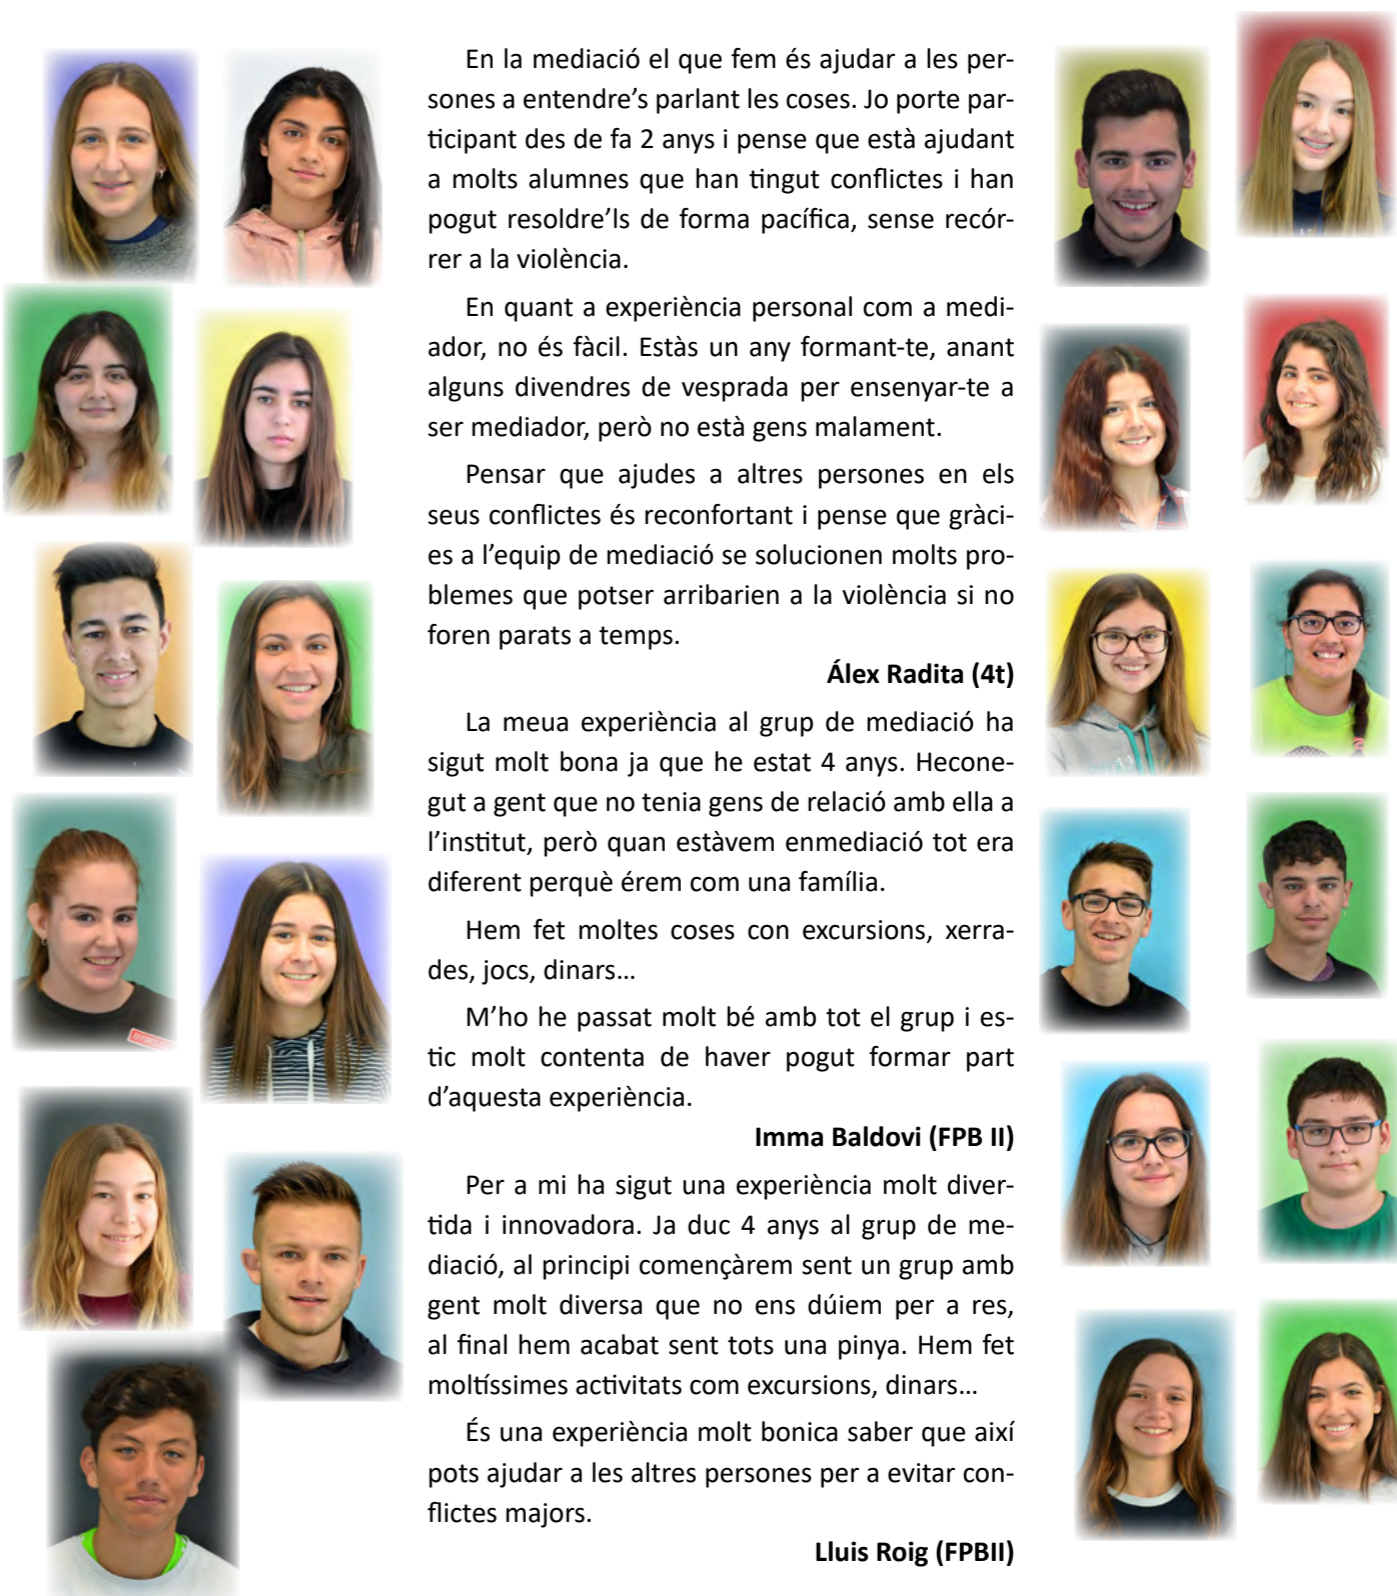 En la mediació el que fem és ajudar a les per-
sones a entendre’s parlant les coses. Jo porte par-
ticipant des de fa 2 anys i pense que està ajudant
a molts alumnes que han tingut conflictes i han
pogut resoldre’ls de forma pacífica, sense recór-
rer a la violència.
En quant a experiència personal com a medi-
ador, no és fàcil. Estàs un any formant-te, anant
alguns divendres de vesprada per ensenyar-te a
ser mediador, però no està gens malament.
Pensar que ajudes a altres persones en els
seus conflictes és reconfortant i pense que gràci-
es a l’equip de mediació se solucionen molts pro-
blemes que potser arribarien a la violència si no
foren parats a temps.
Álex Radita (4t)
La meua experiència al grup de mediació ha
sigut molt bona ja que he estat 4 anys. Hecone-
gut a gent que no tenia gens de relació amb ella a
l’institut, però quan estàvem enmediació tot era
diferent perquè érem com una família.
Hem fet moltes coses con excursions, xerra-
des, jocs, dinars…
M’ho he passat molt bé amb tot el grup i es-
tic molt contenta de haver pogut formar part
d’aquesta experiència.
Imma Baldovi (FPB II)
Per a mi ha sigut una experiència molt diver-
tida i innovadora. Ja duc 4 anys al grup de me-
diació, al principi començàrem sent un grup amb
gent molt diversa que no ens dúiem per a res,
al final hem acabat sent tots una pinya. Hem fet
moltíssimes activitats com excursions, dinars…
És una experiència molt bonica saber que així
pots ajudar a les altres persones per a evitar con-
flictes majors.
Lluis Roig (FPBII)